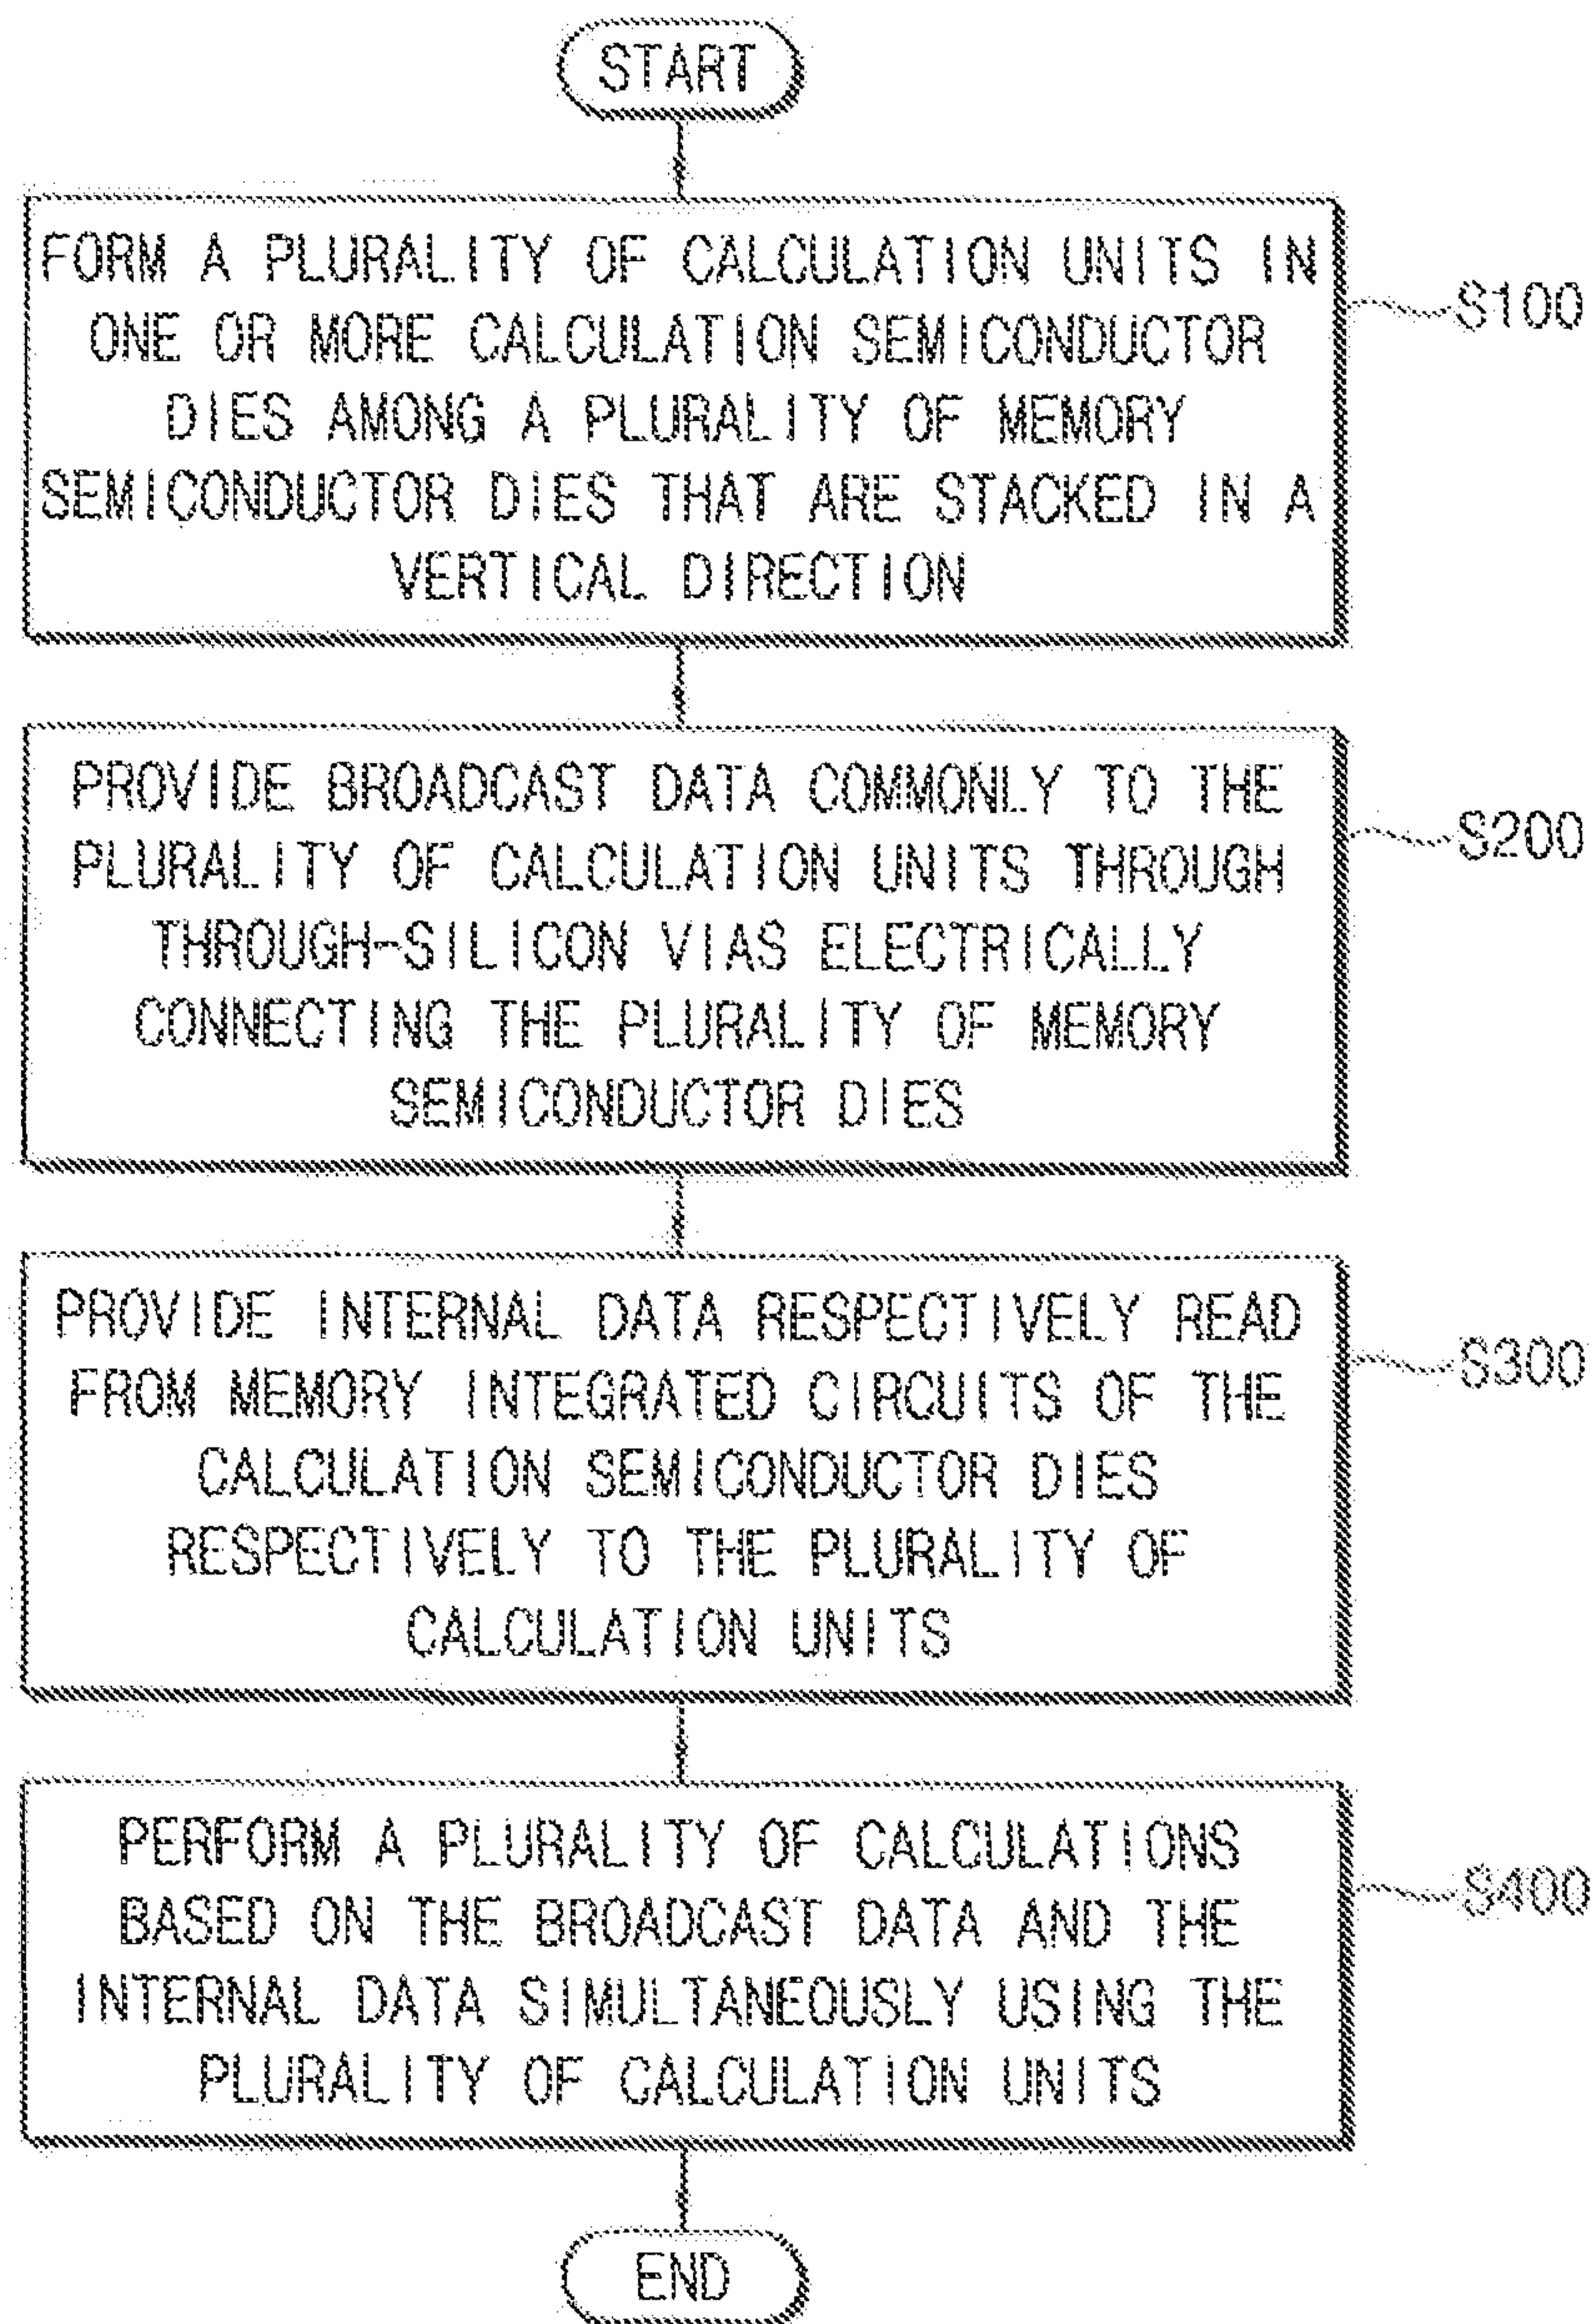 START
FORM A PLURALITY OF CALCULATION UNITS IN
ONE OR MORE CALCULATION SEMICONDUCTOR
DIES AMONG A PLURALITY OF MEMORY
SEMICONDUCTOR DIES THAT ARE STACKED IN A
VERTICAL DIRECTION
S100
PROVIDE BROADCAST DATA COMMONLY TO THE
PLURALITY OF CALCULATION UNITS THROUGH
THROUGH-SILICON VIAS ELECTRICALLY
CONNECTING THE PLURALITY OF MEMORY
SEMICONDUCTOR DIES
S200
PROVIDE INTERNAL DATA RESPECTIVELY READ
FROM MEMORY INTEGRATED CIRCUITS OF THE
CALCULATION SEMICONDUCTOR DIES
RESPECTIVELY TO THE PLURALITY OF
CALCULATION UNITS
S300
PERFORM A PLURALITY OF CALCULATIONS
BASED ON THE BROADCAST DATA AND THE
INTERNAL DATA SIMULTANEOUSLY USING THE
PLURALITY OF CALCULATION UNITS
S400
END